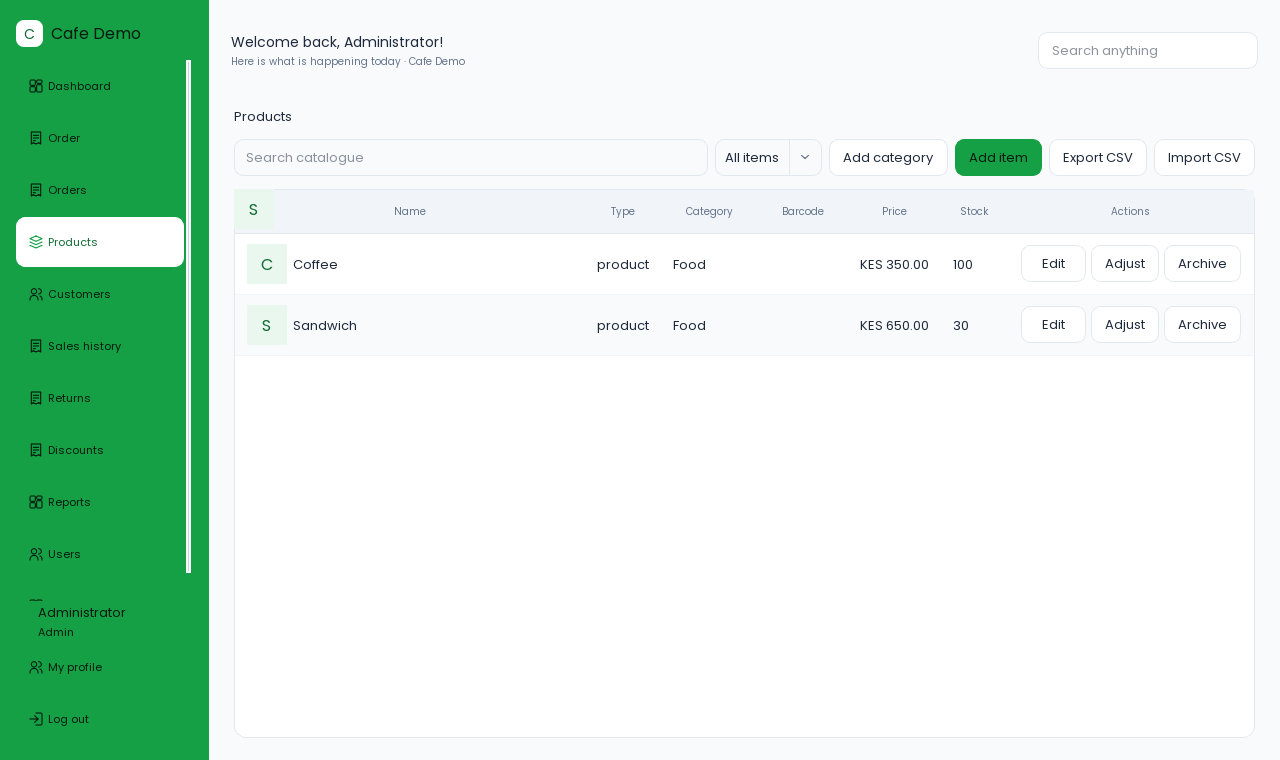 C Cafe Demo
Dashboard
Order
Orders
Products
Customers
Sales history
Returns
Discounts
Reports
Users
Administrator
Admin
My profile
Log out
Welcome back, Administrator!
Here is what is happening today · Cafe Demo
Search anything
Products
Search catalogue
All items
Add category
Add item
Export CSV
Import CSV
S Name Type Category Barcode Price Stock Actions
C Coffee product Food KES 350.00 100 Edit Adjust Archive
S Sandwich product Food KES 650.00 30 Edit Adjust Archive